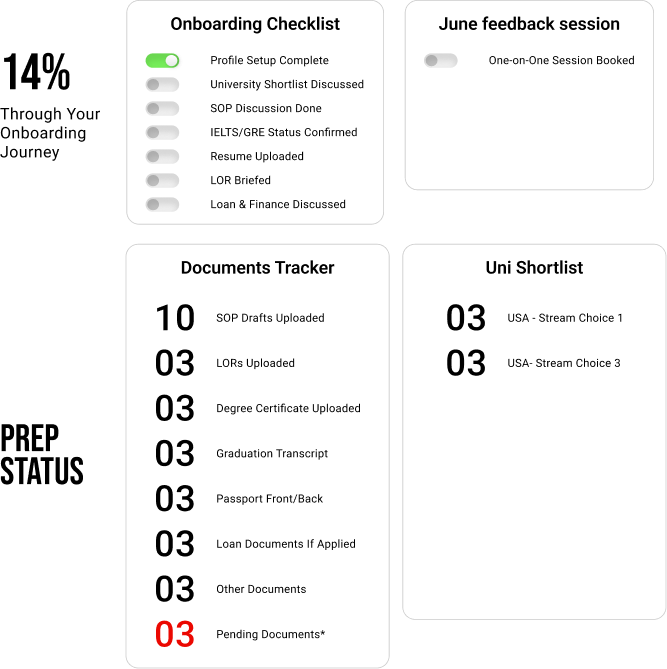 14%
Through Your
Onboarding
Journey
Onboarding Checklist
Profile Setup Complete
University Shortlist Discussed
SOP Discussion Done
IELTS/GRE Status Confirmed
Resume Uploaded
LOR Briefed
Loan & Finance Discussed
June feedback session
One-on-One Session Booked
PREP
STATUS
Documents Tracker
10 SOP Drafts Uploaded
03 LORs Uploaded
03 Degree Certificate Uploaded
03 Graduation Transcript
03 Passport Front/Back
03 Loan Documents If Applied
03 Other Documents
03 Pending Documents*
Uni Shortlist
03 USA - Stream Choice 1
03 USA- Stream Choice 3